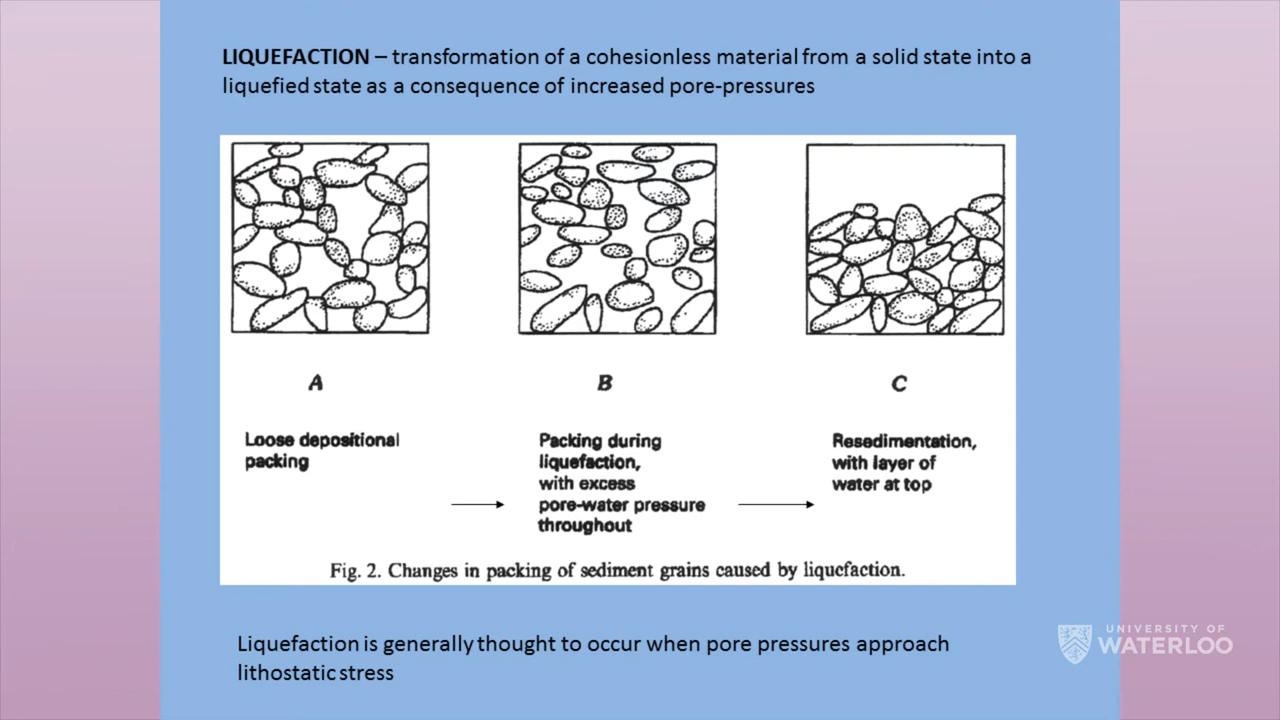 LIQUEFACTION – transformation of a cohesionless material from a solid state into a
liquefied state as a consequence of increased pore-pressures
A
B
C
Loose depositional
packing
Packing during
liquefaction,
with excess
pore-water pressure
throughout
Resedimentation,
with layer of
water at top
Fig. 2. Changes in packing of sediment grains caused by liquefaction.
Liquefaction is generally thought to occur when pore pressures approach
lithostatic stress
UNIVERSITY OF
WATERLOO